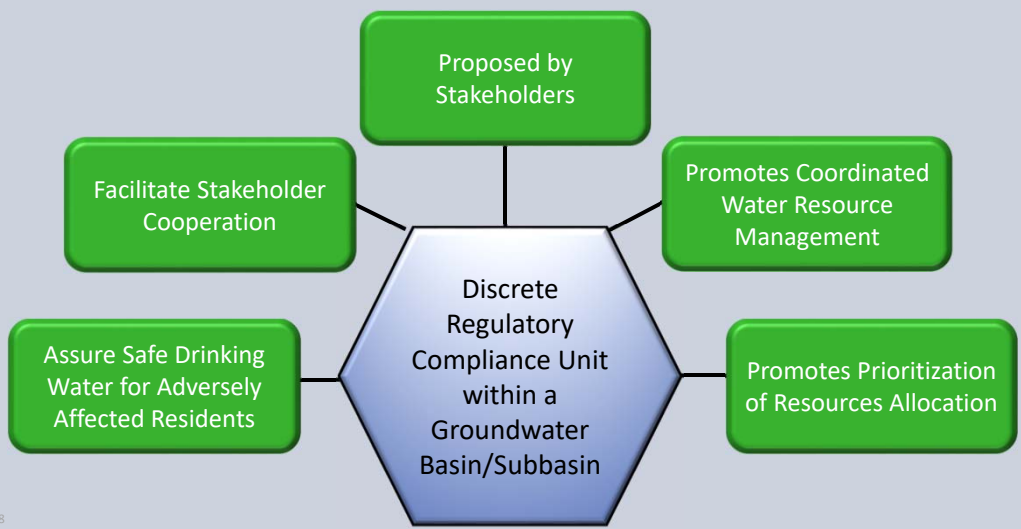 Proposed by
Stakeholders
Facilitate Stakeholder
Cooperation
Promotes Coordinated
Water Resource
Management
Discrete
Regulatory
Compliance Unit
within a
Groundwater
Basin/Subbasin
Assure Safe Drinking
Water for Adversely
Affected Residents
Promotes Prioritization
of Resources Allocation
8